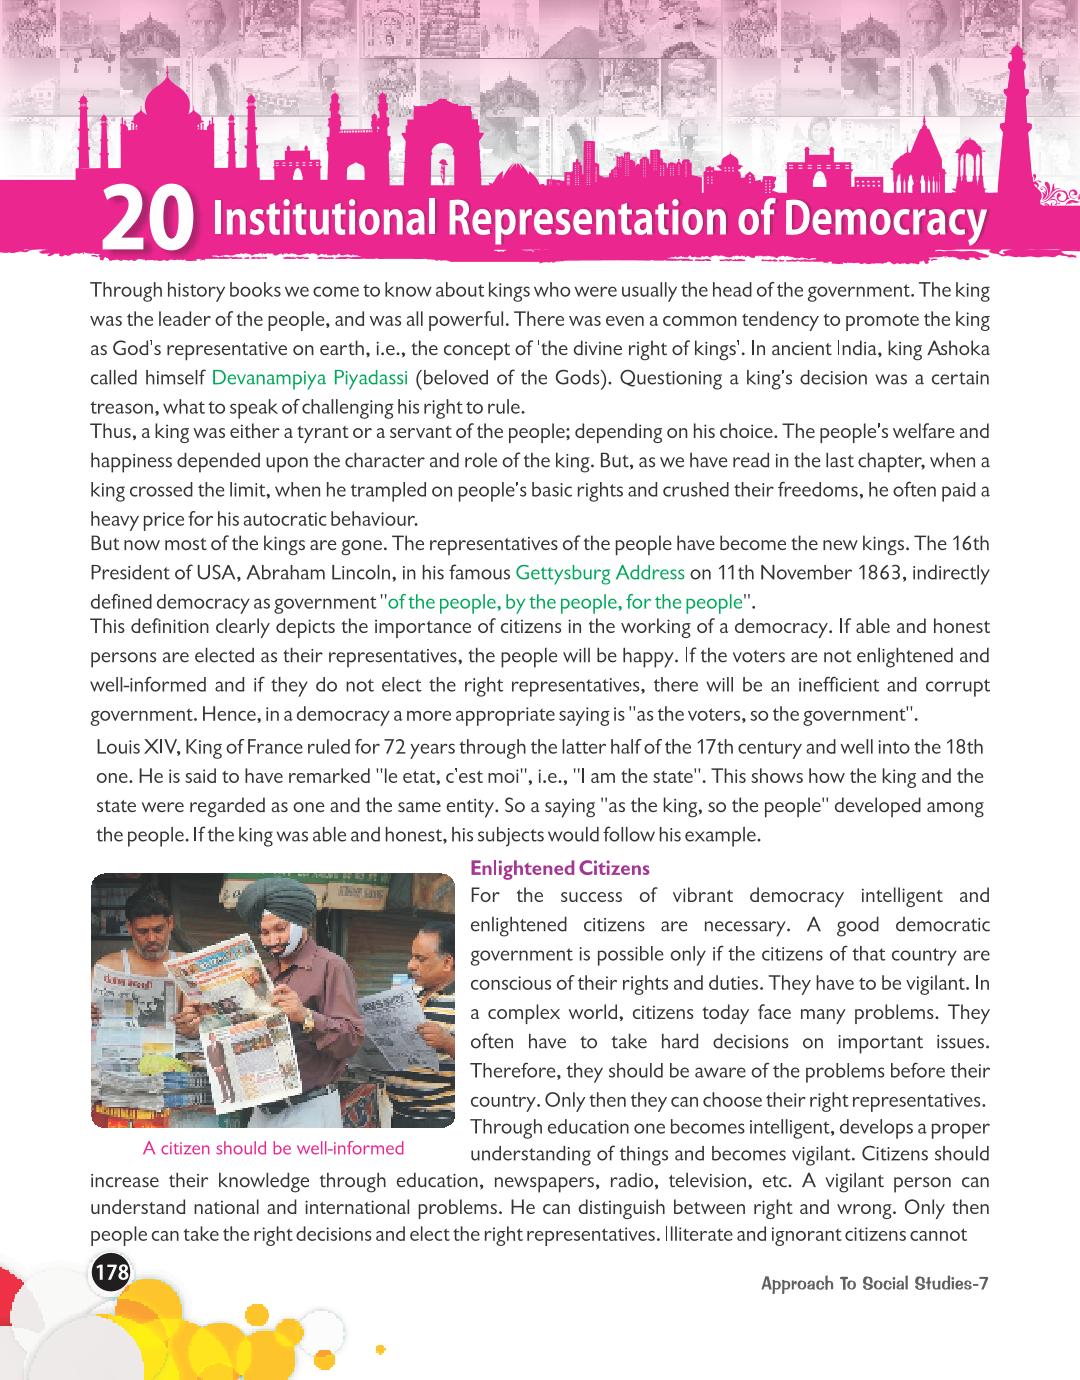 20 Institutional Representation of Democracy
Through history books we come to know about kings who were usually the head of the government. The king
was the leader of the people, and was all powerful. There was even a common tendency to promote the king
as God's representative on earth, i.e., the concept of 'the divine right of kings'. In ancient India, king Ashoka
called himself Devanampiya Piyadassi (beloved of the Gods). Questioning a king's decision was a certain
treason, what to speak of challenging his right to rule.
Thus, a king was either a tyrant or a servant of the people; depending on his choice. The people's welfare and
happiness depended upon the character and role of the king. But, as we have read in the last chapter, when a
king crossed the limit, when he trampled on people's basic rights and crushed their freedoms, he often paid a
heavy price for his autocratic behaviour.
But now most of the kings are gone. The representatives of the people have become the new kings. The 16th
President of USA, Abraham Lincoln, in his famous Gettysburg Address on 11th November 1863, indirectly
defined democracy as government "of the people, by the people, for the people".
This definition clearly depicts the importance of citizens in the working of a democracy. If able and honest
persons are elected as their representatives, the people will be happy. If the voters are not enlightened and
well-informed and if they do not elect the right representatives, there will be an inefficient and corrupt
government. Hence, in a democracy a more appropriate saying is "as the voters, so the government".
Louis XIV, King of France ruled for 72 years through the latter half of the 17th century and well into the 18th
one. He is said to have remarked "le etat, c'est moi", i.e., "I am the state". This shows how the king and the
state were regarded as one and the same entity. So a saying "as the king, so the people" developed among
the people. If the king was able and honest, his subjects would follow his example.
Enlightened Citizens
For the success of vibrant democracy intelligent and
enlightened citizens are necessary. A good democratic
government is possible only if the citizens of that country are
conscious of their rights and duties. They have to be vigilant. In
a complex world, citizens today face many problems. They
often have to take hard decisions on important issues.
Therefore, they should be aware of the problems before their
country. Only then they can choose their right representatives.
Through education one becomes intelligent, develops a proper
understanding of things and becomes vigilant. Citizens should
A citizen should be well-informed
increase their knowledge through education, newspapers, radio, television, etc. A vigilant person can
understand national and international problems. He can distinguish between right and wrong. Only then
people can take the right decisions and elect the right representatives. Illiterate and ignorant citizens cannot
178
Approach To Social Studies-7